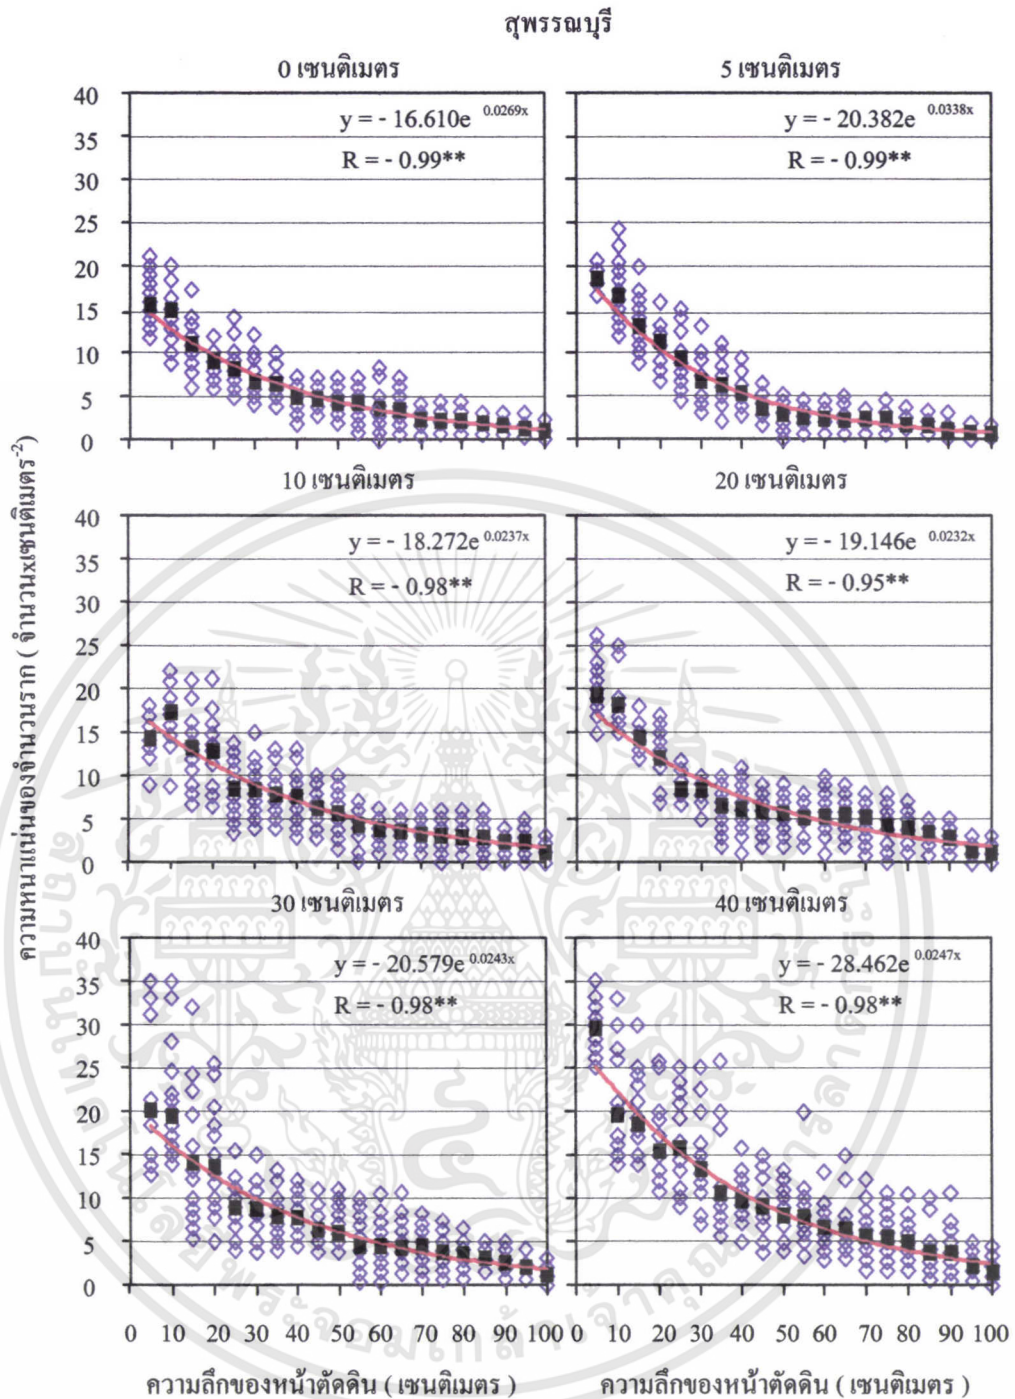 สุพรรณบุรี
0 เซนติเมตร
5 เซนติเมตร
40
35
30
25
20
15
10
5
0
y = - 16.610e 0.0269x
R = - 0.99**
y = - 20.382e 0.0338x
R = - 0.99**
ความหนาแน่นของจำนวนราก ( จำนวนxเซนติเมตร-2)
10 เซนติเมตร
20 เซนติเมตร
40
35
30
25
20
15
10
5
0
y = - 18.272e 0.0237x
R = - 0.98**
y = - 19.146e 0.0232x
R = - 0.95**
30 เซนติเมตร
40 เซนติเมตร
40
35
30
25
20
15
10
5
0
y = - 20.579e 0.0243x
R = - 0.98**
y = - 28.462e 0.0247x
R = - 0.98**
0 10 20 30 40 50 60 70 80 90 100
0 10 20 30 40 50 60 70 80 90 100
ความลึกของหน้าตัดดิน ( เซนติเมตร )
ความลึกของหน้าตัดดิน ( เซนติเมตร )